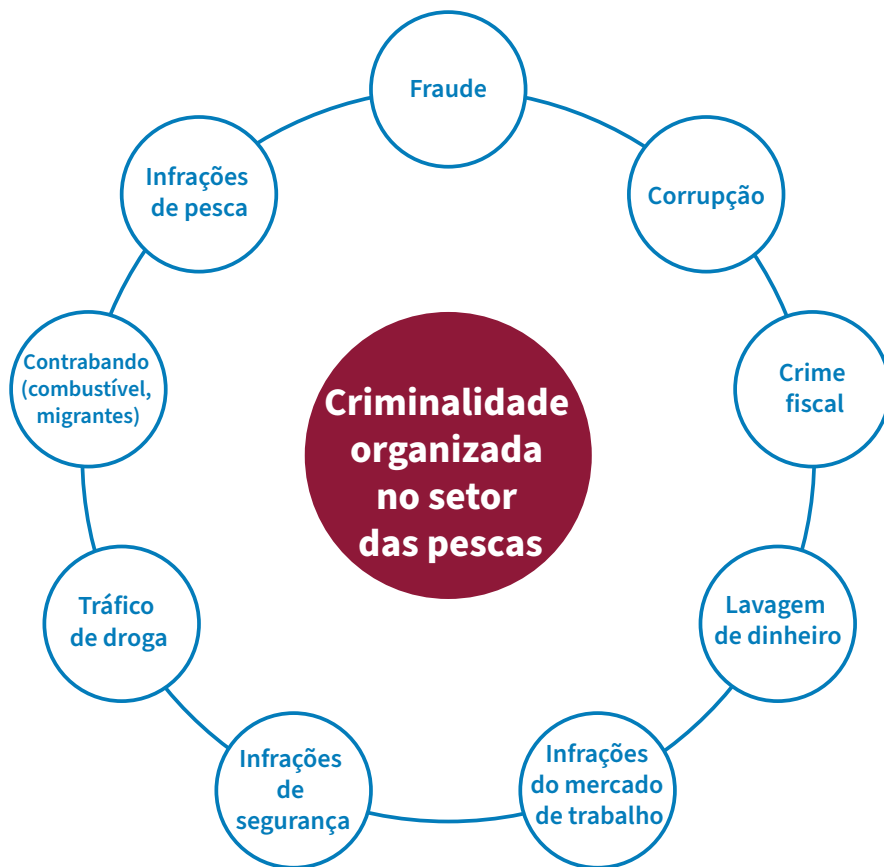 Fraude
Corrupção
Crime
fiscal
Lavagem
de dinheiro
Infrações
do mercado
de trabalho
Infrações
de
segurança
Tráfico
de droga
Contrabando
(combustível,
migrantes)
Infrações
de pesca
Criminalidade
organizada
no setor
das pescas